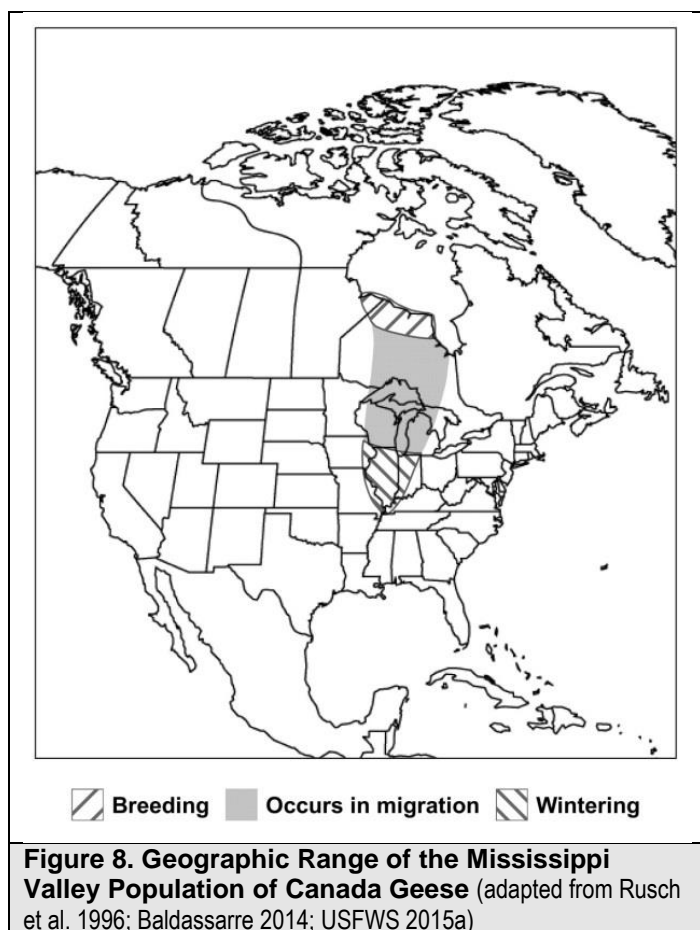 Breeding Occurs in migration Wintering
Figure 8. Geographic Range of the Mississippi
Valley Population of Canada Geese (adapted from Rusch
et al. 1996; Baldassarre 2014; USFWS 2015a)